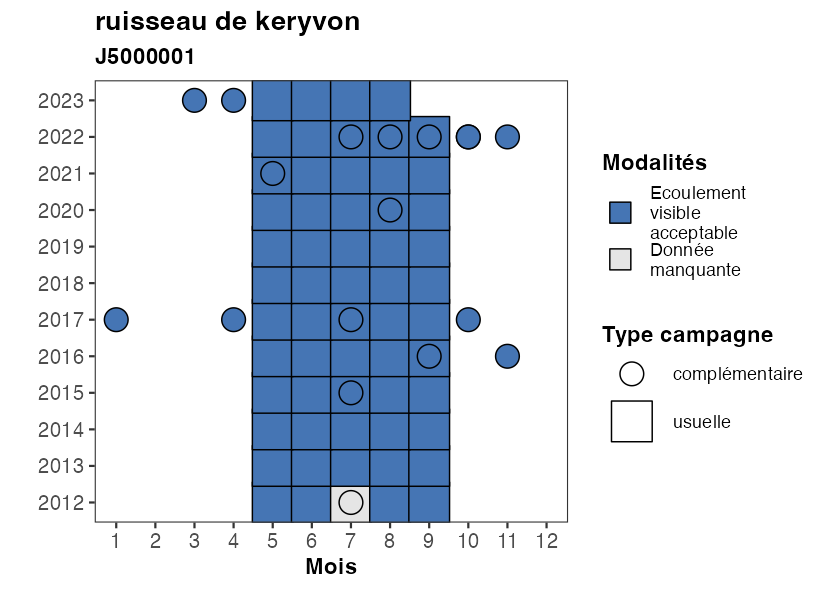 ruisseau de keryvon
J5000001
2023
2022
2021
2020
2019
2018
2017
2016
2015
2014
2013
2012
1 2 3 4 5 6 7 8 9 10 11 12
Mois
Modalités
Ecoulement
visible
acceptable
Donnée
manquante
Type campagne
complémentaire
usuelle